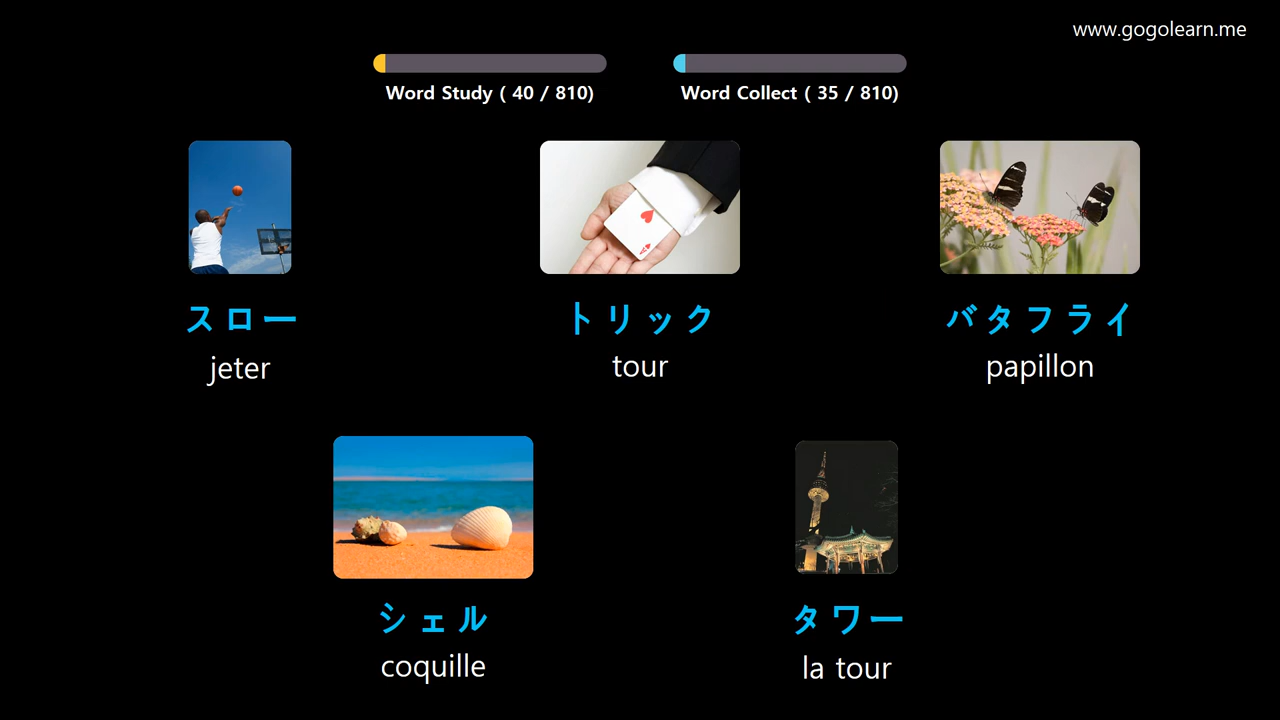 www.gogolearn.me
Word Study ( 40 / 810)
Word Collect ( 35 / 810)
スロー
jeter
トリック
tour
バタフライ
papillon
シェル
coquille
タワー
la tour